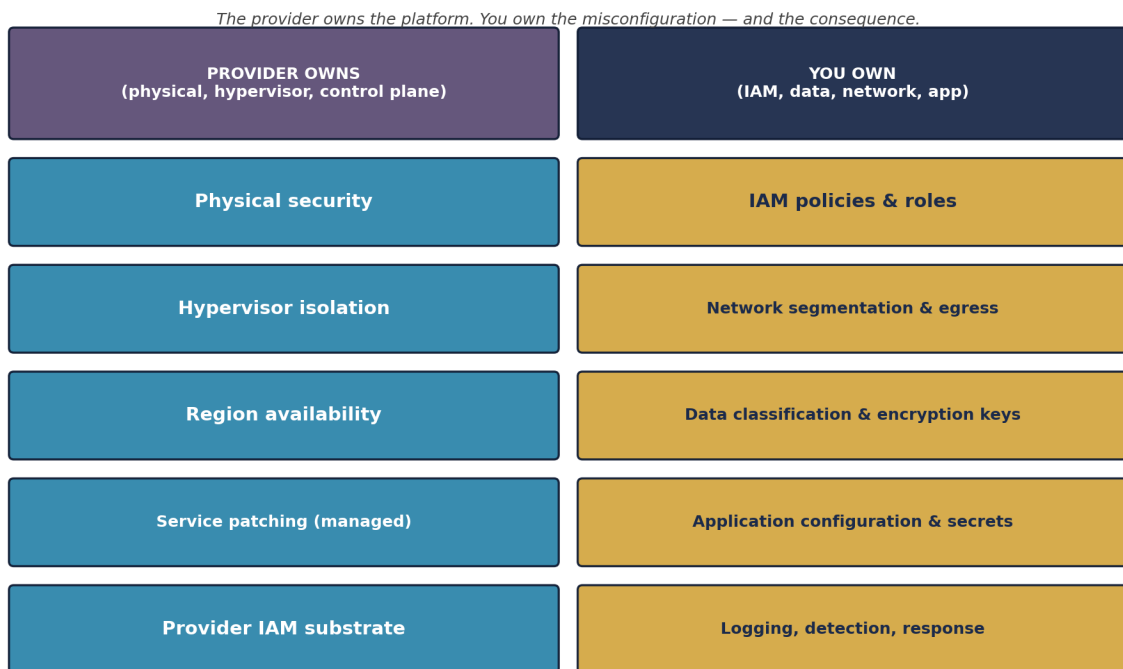 The provider owns the platform. You own the misconfiguration — and the consequence.
PROVIDER OWNS
(physical, hypervisor, control plane)
YOU OWN
(IAM, data, network, app)
Physical security
IAM policies & roles
Hypervisor isolation
Network segmentation & egress
Region availability
Data classification & encryption keys
Service patching (managed)
Application configuration & secrets
Provider IAM substrate
Logging, detection, response